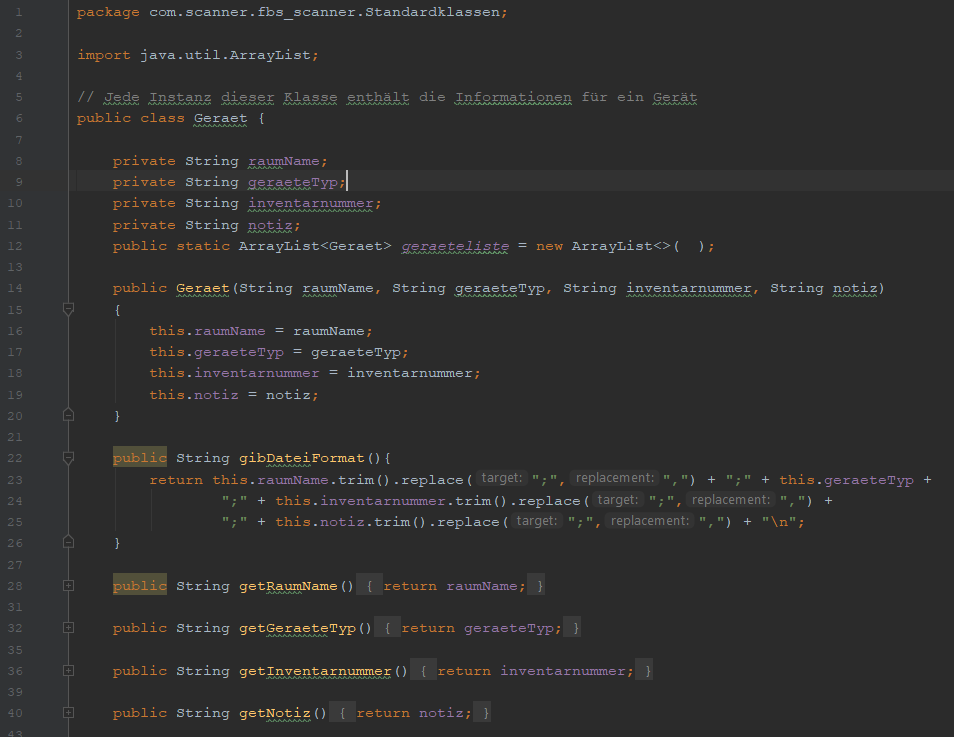 1 package com.scanner.fbs_scanner.Standardklassen;
2
3 import java.util.ArrayList;
4
5 // Jede Instanz dieser Klasse enthält die Informationen für ein Gerät
6 public class Geraet {
7
8 private String raumName;
9 private String geraeteTyp;
10 private String inventarnummer;
11 private String notiz;
12 public static ArrayList<Geraet> geraeteliste = new ArrayList<>(  );
13
14 public Geraet(String raumName, String geraeteTyp, String inventarnummer, String notiz)
15 {
16 this.raumName = raumName;
17 this.geraeteTyp = geraeteTyp;
18 this.inventarnummer = inventarnummer;
19 this.notiz = notiz;
20 }
21
22 public String gibDateiFormat(){
23 return this.raumName.trim().replace( target: ";", replacement: ",") + ";" + this.geraeteTyp +
24 ";" + this.inventarnummer.trim().replace( target: ";", replacement: ",") +
25 ";" + this.notiz.trim().replace( target: ";", replacement: ",") + "\n";
26 }
27
28 public String getRaumName() { return raumName; }
31
32 public String getGeraeteTyp() { return geraeteTyp; }
35
36 public String getInventarnummer() { return inventarnummer; }
39
40 public String getNotiz() { return notiz; }
43